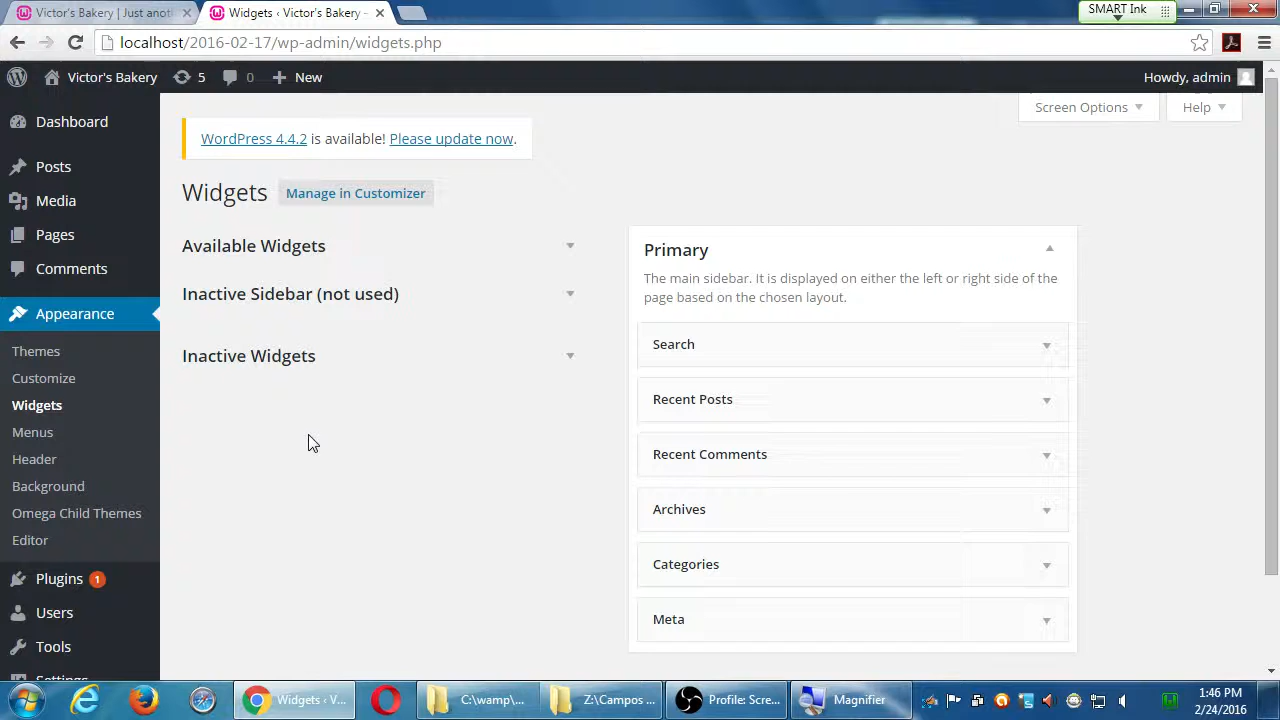 Victor's Bakery | Just anot
Widgets ‹ Victor's Bakery –
SMART Ink
localhost/2016-02-17/wp-admin/widgets.php
Victor's Bakery
5
0
New
Howdy, admin
Dashboard
Posts
Media
Pages
Comments
Appearance
Themes
Customize
Widgets
Menus
Header
Background
Omega Child Themes
Editor
Plugins 1
Users
Tools
Settings
Screen Options
Help
WordPress 4.4.2 is available! Please update now.
Widgets
Manage in Customizer
Available Widgets
Inactive Sidebar (not used)
Inactive Widgets
Primary
The main sidebar. It is displayed on either the left or right side of the
page based on the chosen layout.
Search
Recent Posts
Recent Comments
Archives
Categories
Meta
Widgets ‹ V...
C:\wamp\...
Z:\Campos ...
Profile: Scre...
Magnifier
1:46 PM
2/24/2016